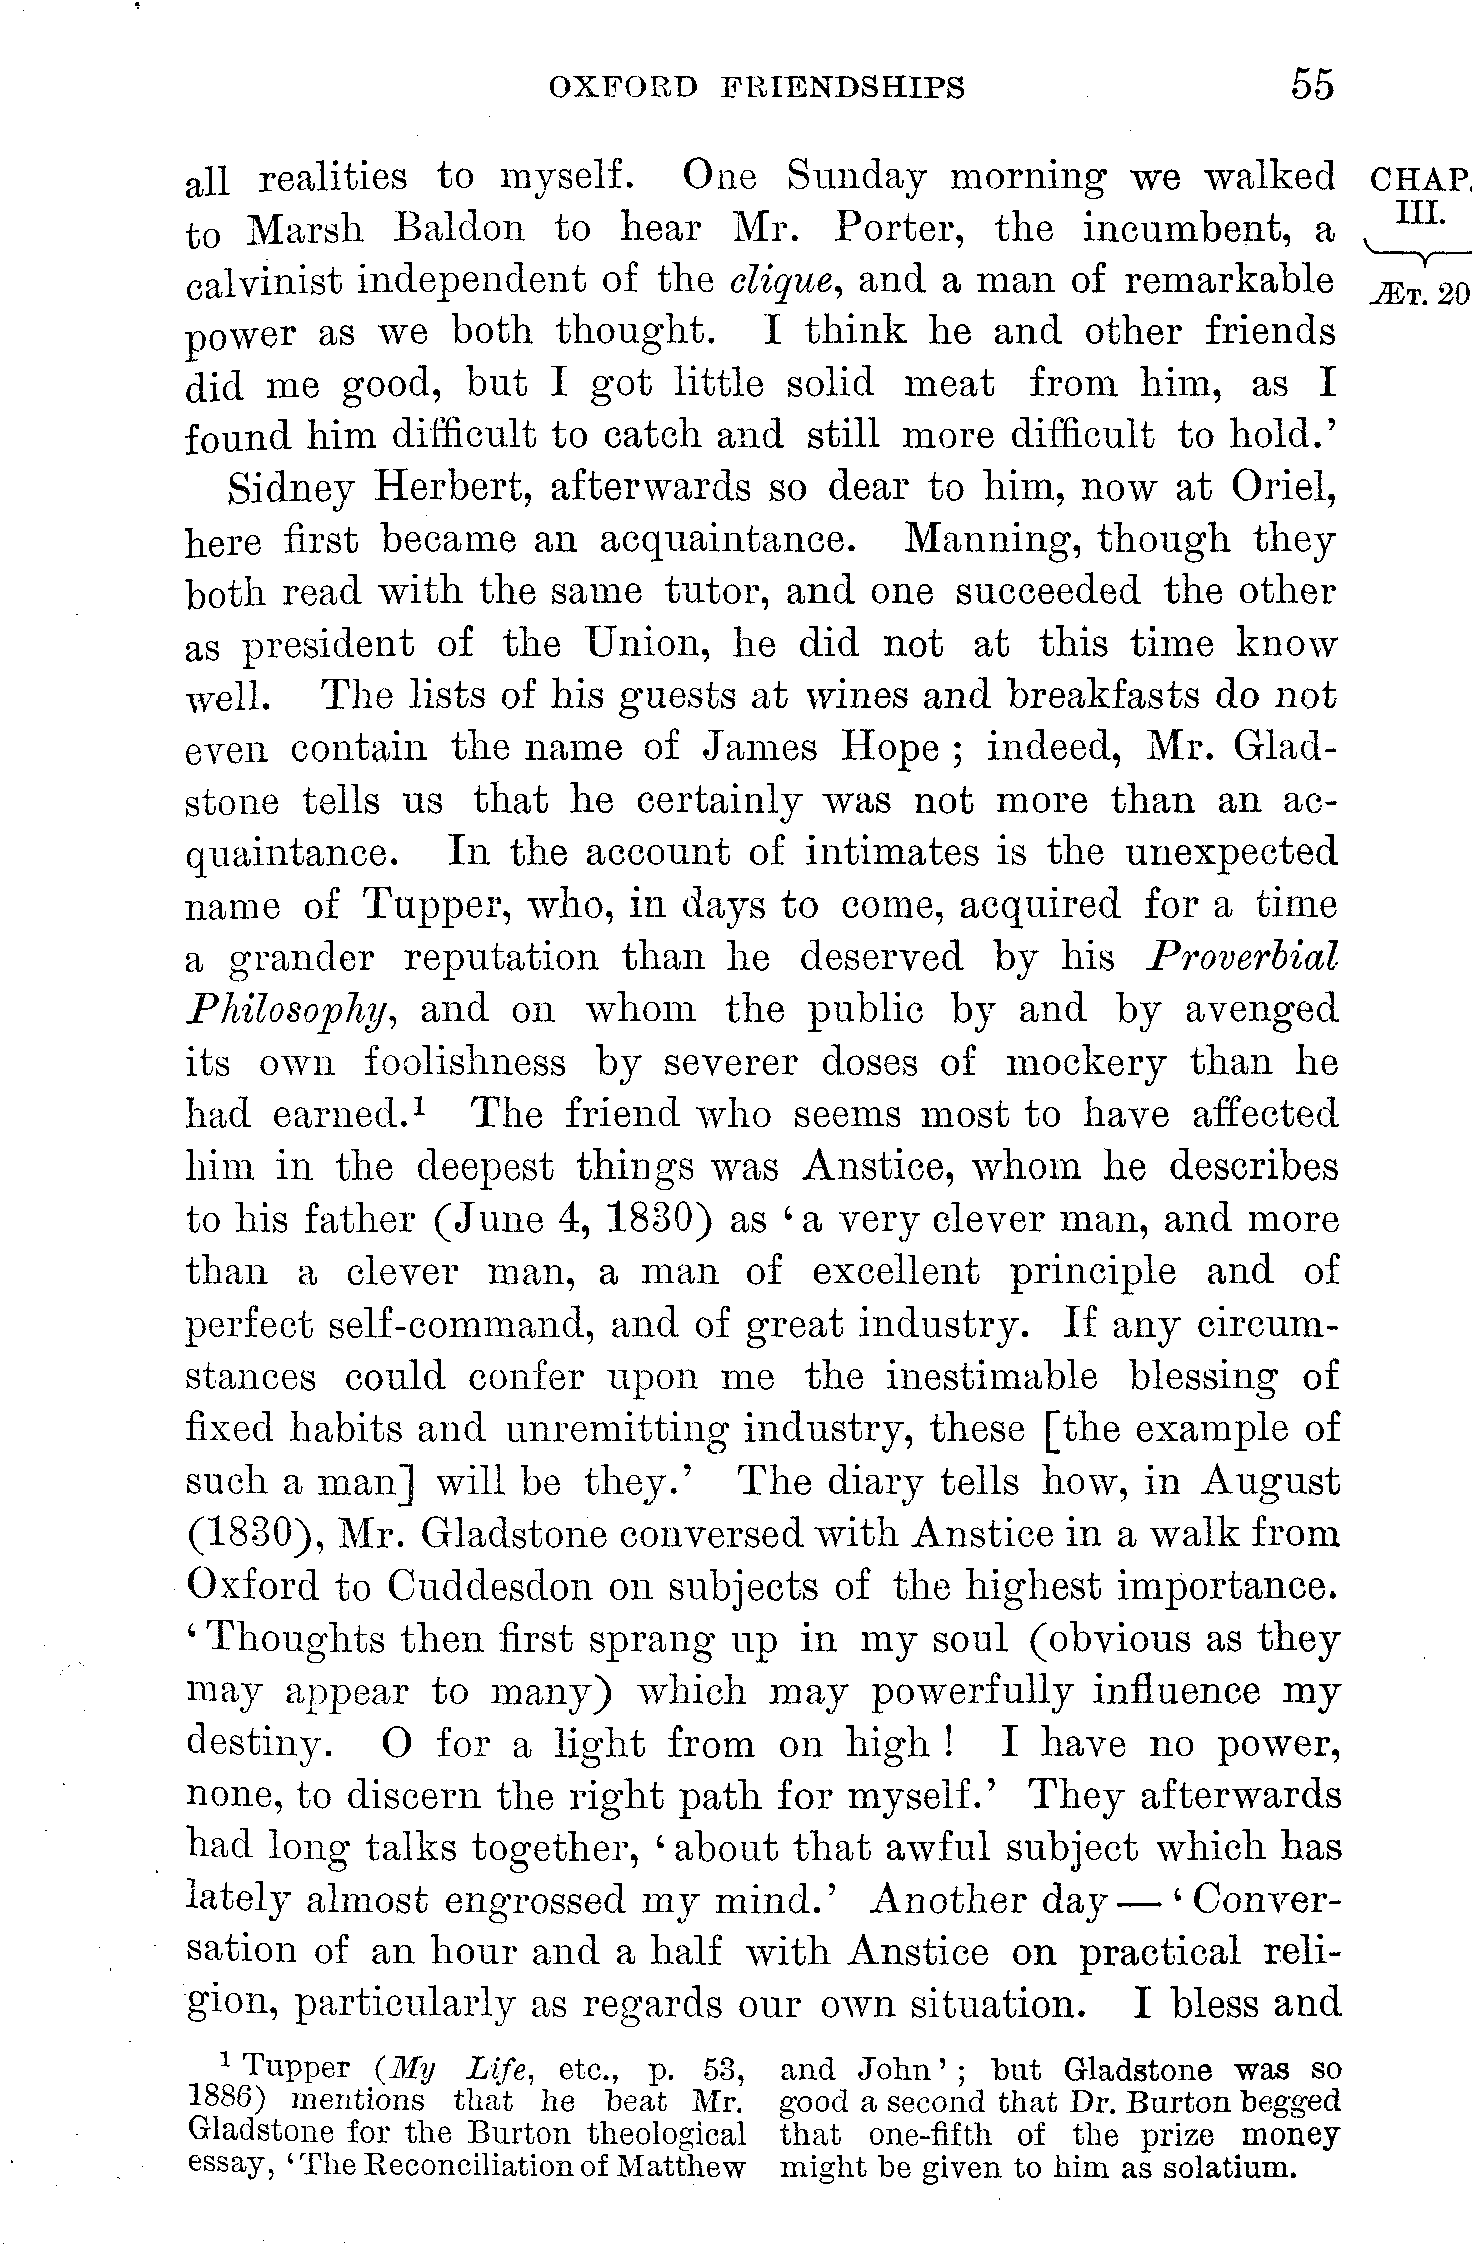 OXFORD FRIENDSHIPS 55
all realities to myself. One Sunday morning we walked
to Marsh Baldon to hear Mr. Porter, the incumbent, a
calvinist independent of the clique, and a man of remarkable
power as we both thought. I think he and other friends
did me good, but I got little solid meat from him, as I
found him difficult to catch and still more difficult to hold.’
CHAP.
III.
ÆT. 20
Sidney Herbert, afterwards so dear to him, now at Oriel,
here first became an acquaintance. Manning, though they
both read with the same tutor, and one succeeded the other
as president of the Union, he did not at this time know
well. The lists of his guests at wines and breakfasts do not
even contain the name of James Hope ; indeed, Mr. Glad-
stone tells us that he certainly was not more than an ac-
quaintance. In the account of intimates is the unexpected
name of Tupper, who, in days to come, acquired for a time
a grander reputation than he deserved by his Proverbial
Philosophy, and on whom the public by and by avenged
its own foolishness by severer doses of mockery than he
had earned.¹ The friend who seems most to have affected
him in the deepest things was Anstice, whom he describes
to his father (June 4, 1830) as ‘a very clever man, and more
than a clever man, a man of excellent principle and of
perfect self-command, and of great industry. If any circum-
stances could confer upon me the inestimable blessing of
fixed habits and unremitting industry, these [the example of
such a man] will be they.’ The diary tells how, in August
(1830), Mr. Gladstone conversed with Anstice in a walk from
Oxford to Cuddesdon on subjects of the highest importance.
‘Thoughts then first sprang up in my soul (obvious as they
may appear to many) which may powerfully influence my
destiny. O for a light from on high ! I have no power,
none, to discern the right path for myself.’ They afterwards
had long talks together, ‘about that awful subject which has
lately almost engrossed my mind.’ Another day — ‘Conver-
sation of an hour and a half with Anstice on practical reli-
gion, particularly as regards our own situation. I bless and
¹ Tupper (My Life, etc., p. 53,
1886) mentions that he beat Mr.
Gladstone for the Burton theological
essay, ‘The Reconciliation of Matthew
and John’ ; but Gladstone was so
good a second that Dr. Burton begged
that one-fifth of the prize money
might be given to him as solatium.